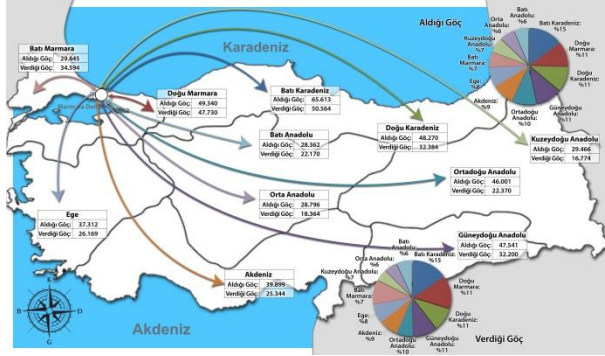 Aldığı Göç
Batı
Anadolu:
%6
Orta
Anadolu:
%6
Kuzeydoğu
Anadolu:
%7
Batı
Marmara:
%7
Ege:
%8
Akdeniz:
%9
Ortadoğu
Anadolu:
%10
Güneydoğu
Anadolu:
%11
Doğu
Karadeniz:
%11
Doğu
Marmara:
%11
Batı Karadeniz:
%15
Karadeniz
Batı Marmara
Aldığı Göç: 29.845
Verdiği Göç: 34.594
Doğu Marmara
Aldığı Göç: 49.340
Verdiği Göç: 47.730
Batı Karadeniz
Aldığı Göç: 65.613
Verdiği Göç: 50.564
Batı Anadolu
Aldığı Göç: 28.362
Verdiği Göç: 22.170
Doğu Karadeniz
Aldığı Göç: 48.270
Verdiği Göç: 32.384
Kuzeydoğu Anadolu
Aldığı Göç: 29.466
Verdiği Göç: 16.774
Ortadoğu Anadolu
Aldığı Göç: 46.001
Verdiği Göç: 22.370
Orta Anadolu
Aldığı Göç: 28.796
Verdiği Göç: 18.364
Ege
Aldığı Göç: 37.312
Verdiği Göç: 26.169
Güneydoğu Anadolu
Aldığı Göç: 47.541
Verdiği Göç: 32.200
Akdeniz
Aldığı Göç: 39.899
Verdiği Göç: 25.344
Akdeniz
K
B
D
G
Batı
Anadolu:
%6
Orta Anadolu:
%6
Kuzeydoğu Anadolu:
%7
Batı
Marmara:
%7
Ege:
%8
Akdeniz:
%9
Ortadoğu
Anadolu:
%10
Güneydoğu
Anadolu:
%11
Doğu
Karadeniz:
%11
Doğu
Marmara:
%11
Batı Karadeniz:
%15
Verdiği Göç